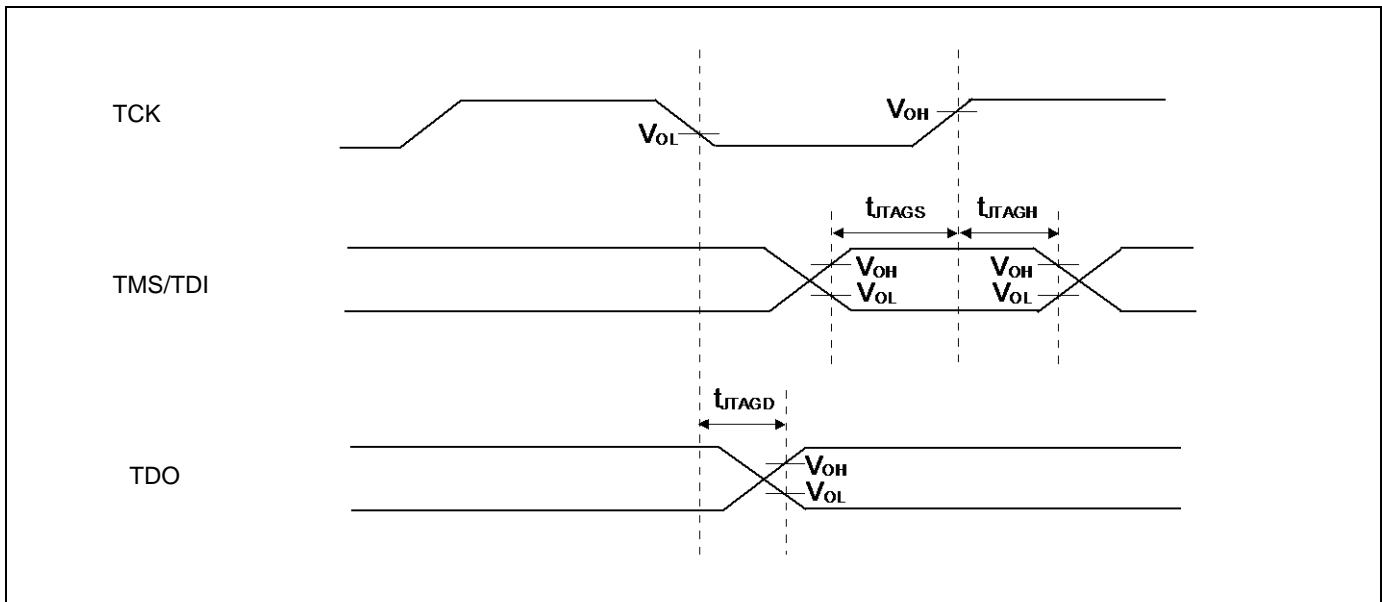 TCK
VOL
VOH
tJTAGS
tJTAGH
TMS/TDI
VOH
VOL
VOH
VOL
tJTAGD
TDO
VOH
VOL